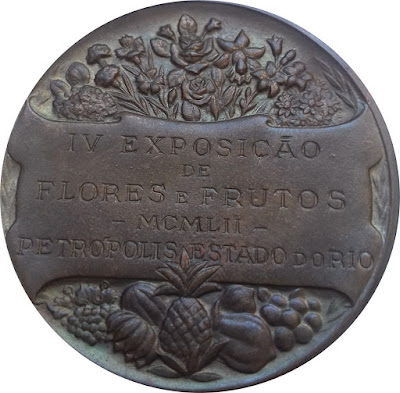 IV EXPOSIÇÃO
DE
FLORES E FRUTOS
— MCMLII —
PETRÓPOLIS, ESTADO DO RIO